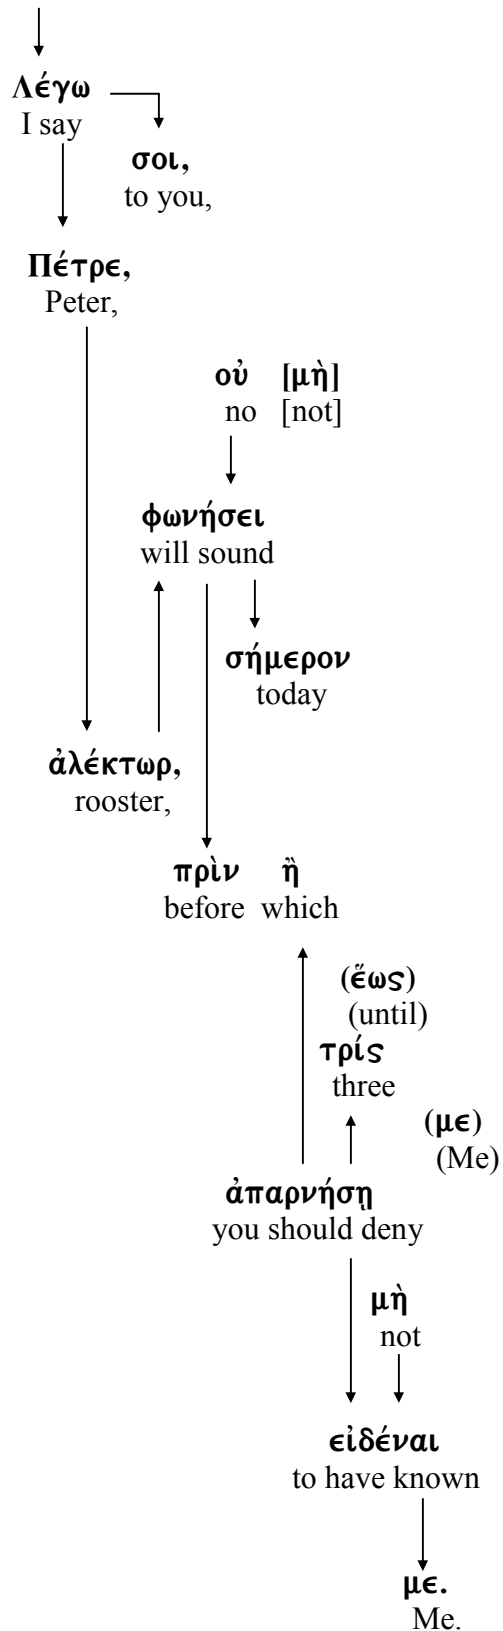 Λέγω
I say
σοι,
to you,
Πέτρε,
Peter,
οὐ [μὴ]
no [not]
φωνήσει
will sound
σήμερον
today
ἀλέκτωρ,
rooster,
πρὶν ἢ
before which
(ἕως)
(until)
τρίς
three
(με)
(Me)
ἀπαρνήσῃ
you should deny
μὴ
not
εἰδέναι
to have known
με.
Me.